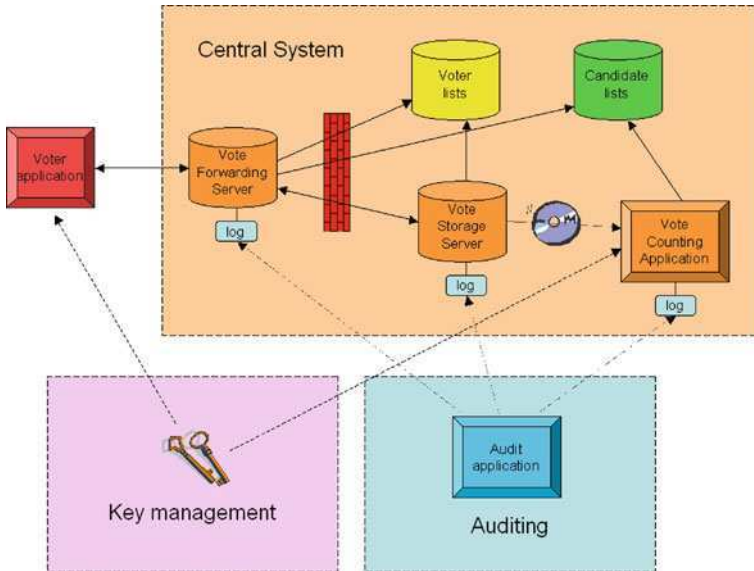 Central System
Voter
lists
Candidate
lists
Voter
application
Vote
Forwarding
Server
log
Vote
Storage
Server
log
Vote
Counting
Application
log
Key management
Audit
application
Auditing